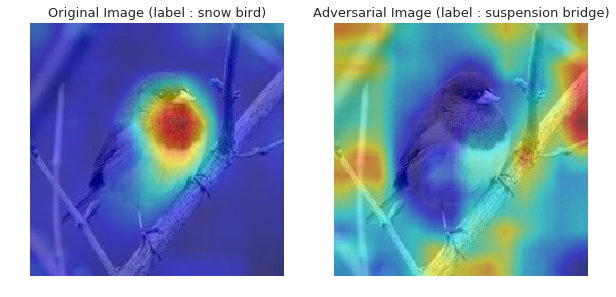 Original Image (label : snow bird)
Adversarial Image (label : suspension bridge)